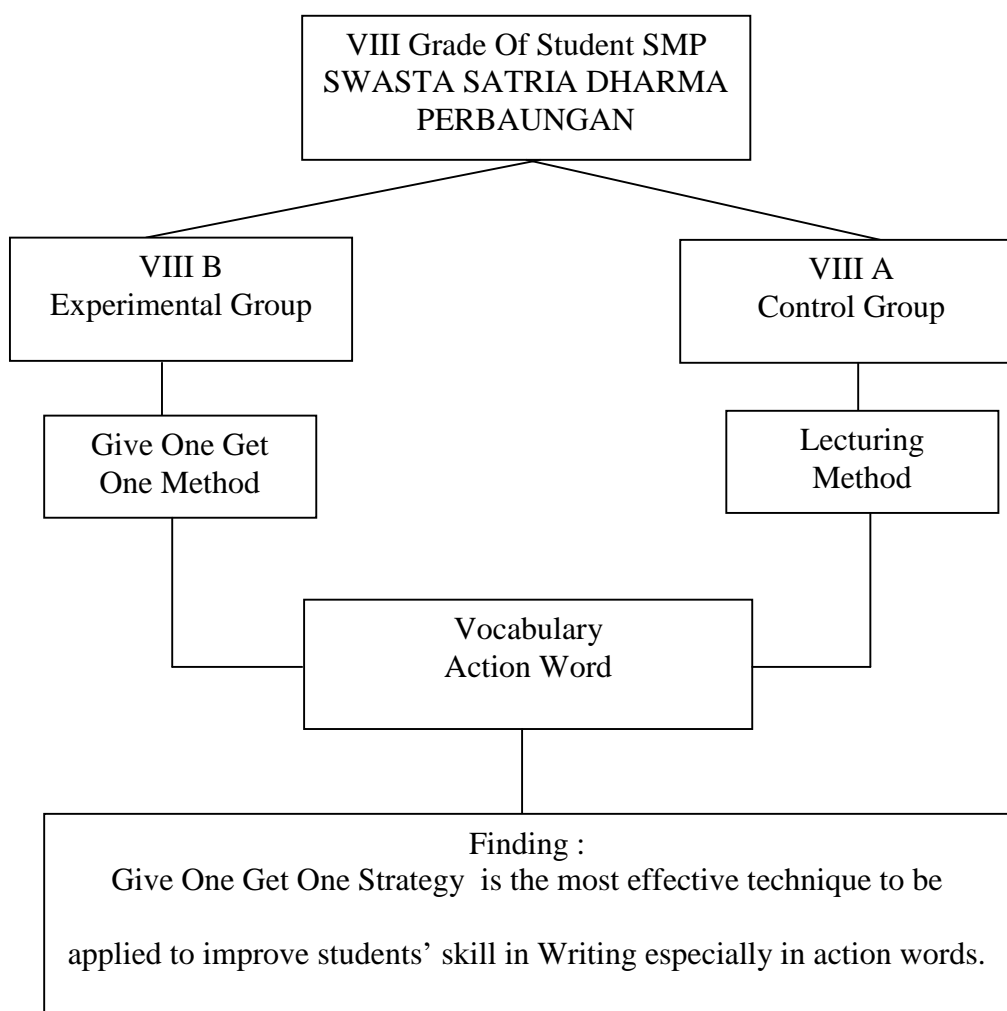 VIII Grade Of Student SMP
SWASTA SATRIA DHARMA
PERBAUNGAN
VIII B
Experimental Group
VIII A
Control Group
Give One Get
One Method
Lecturing
Method
Vocabulary
Action Word
Finding :
Give One Get One Strategy is the most effective technique to be
applied to improve students’ skill in Writing especially in action words.